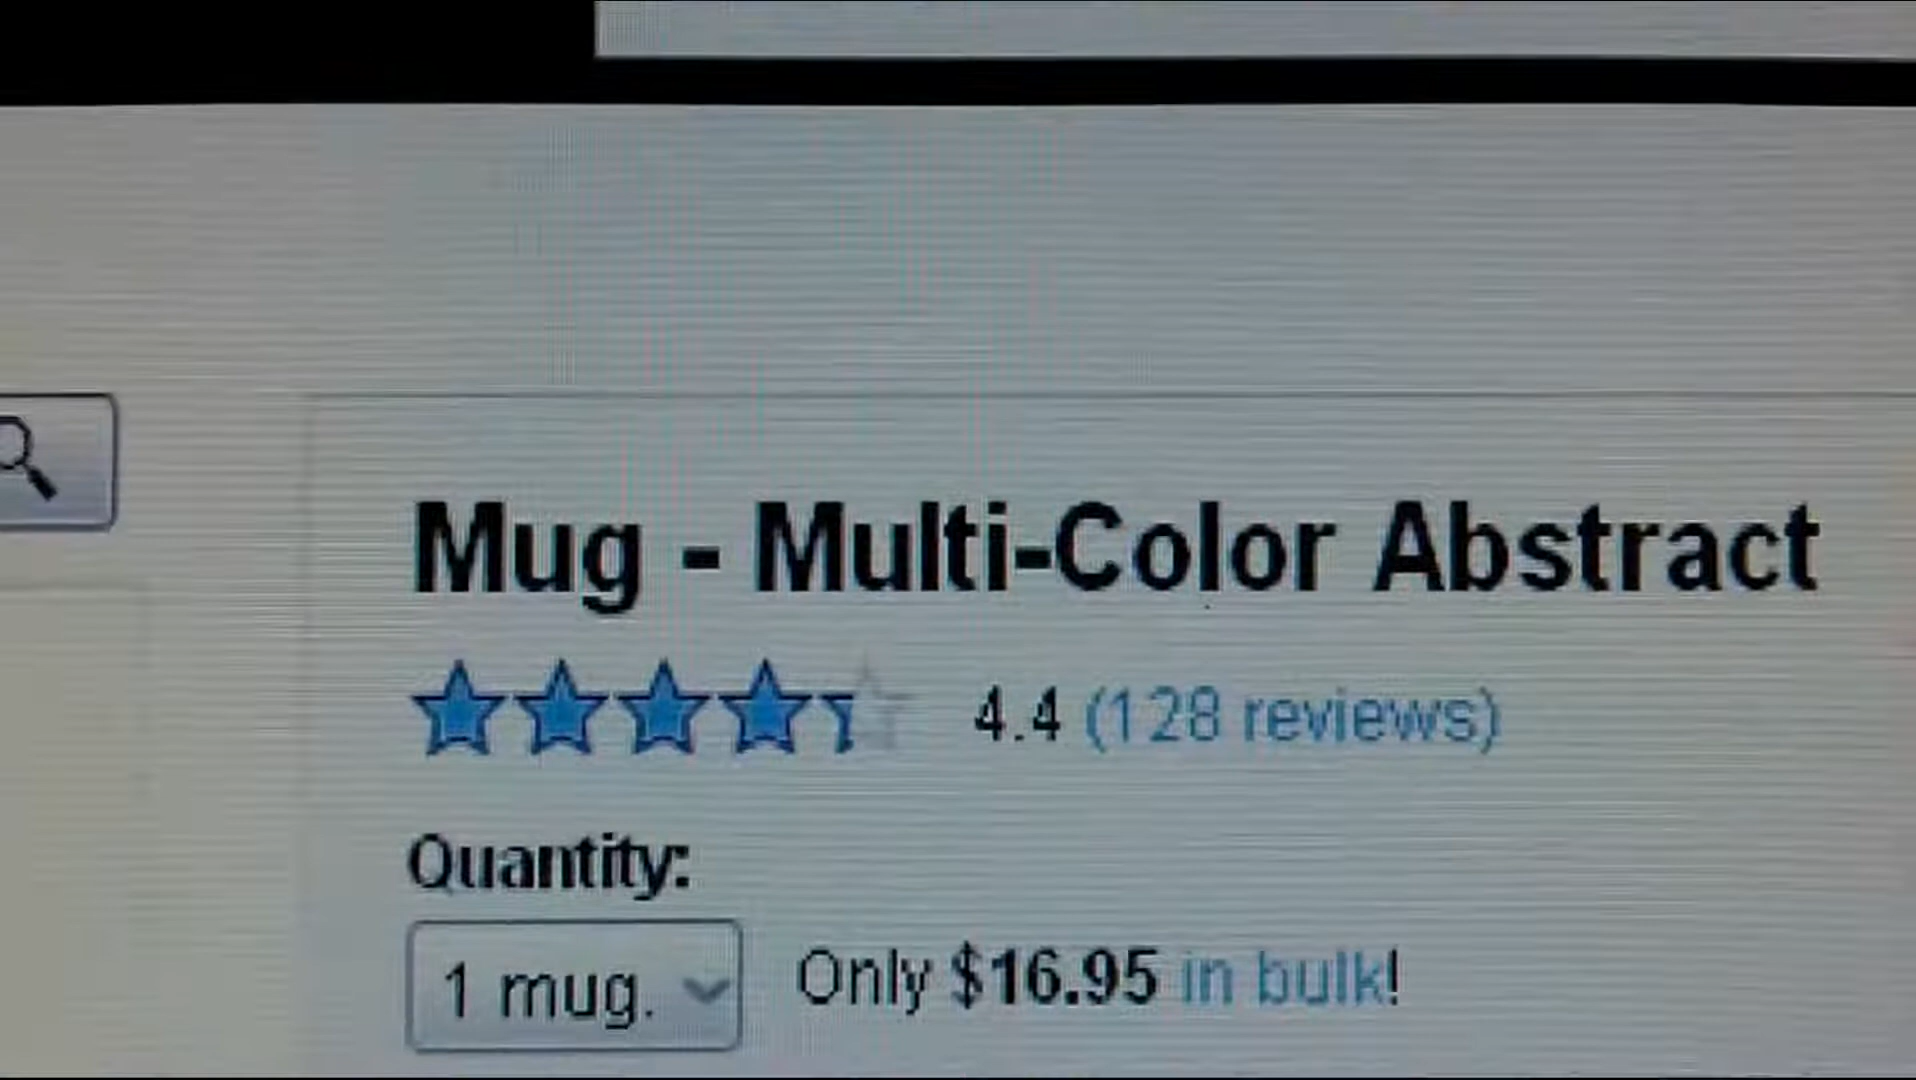 Mug - Multi-Color Abstract
4.4 (128 reviews)
Quantity:
1 mug. Only $16.95 in bulk!